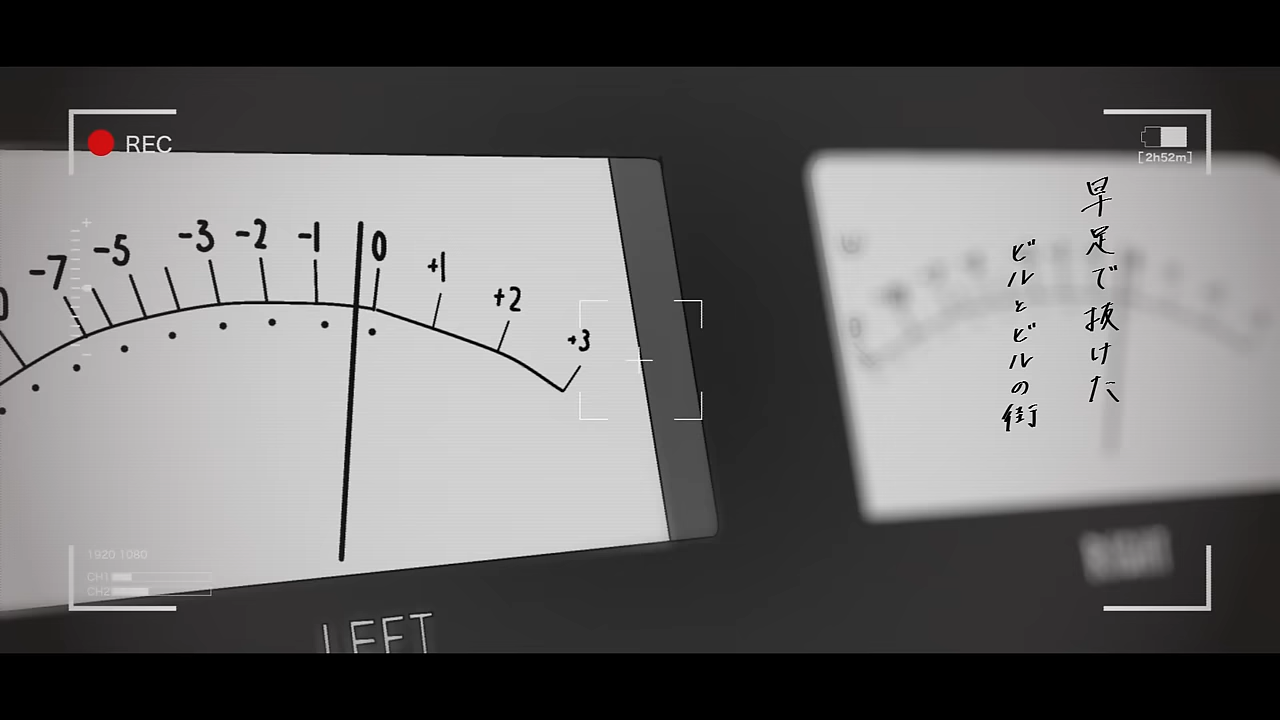 REC
[2h52m]
-7
-5
-3
-2
-1
0
+1
+2
+3
早足で抜けた
ビルとビルの街
1920 1080
CH1
CH2
LEFT